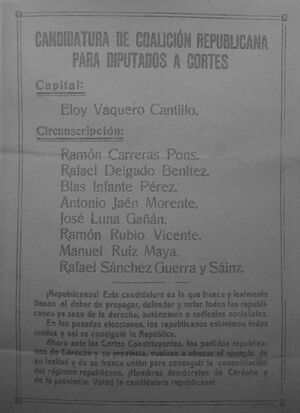 CANDIDATURA DE COALICIÓN REPUBLICANA
PARA DIPUTADOS A CORTES
Capital:
Eloy Vaquero Cantillo.
Circunscripción:
Ramón Carreras Pons.
Rafael Delgado Benítez.
Blas Infante Pérez.
Antonio Jaén Morente.
José Luna Gañán.
Ramón Rubio Vicente.
Manuel Ruiz Maya.
Rafael Sánchez Guerra y Sáinz.
¡Republicanos! Esta candidatura es la que franca y lealmente
tienen el deber de propagar, defender y votar todos los republi-
canos ya sean de la derecha, autónomos o radicales socialistas.
En las pasadas elecciones, los republicanos estuvimos todos
unidos y así se consiguió la República.
Ahora ante las Cortes Constituyentes, los partidos republica-
nos de Córdoba y su provincia, vuelven a ofrecer el ejemplo de
su lealtad y de su franca unión para conseguir la consolidación
del régimen republicano. ¡Hombres demócratas de Córdoba y
de la provincia: Votad la candidatura republicana!